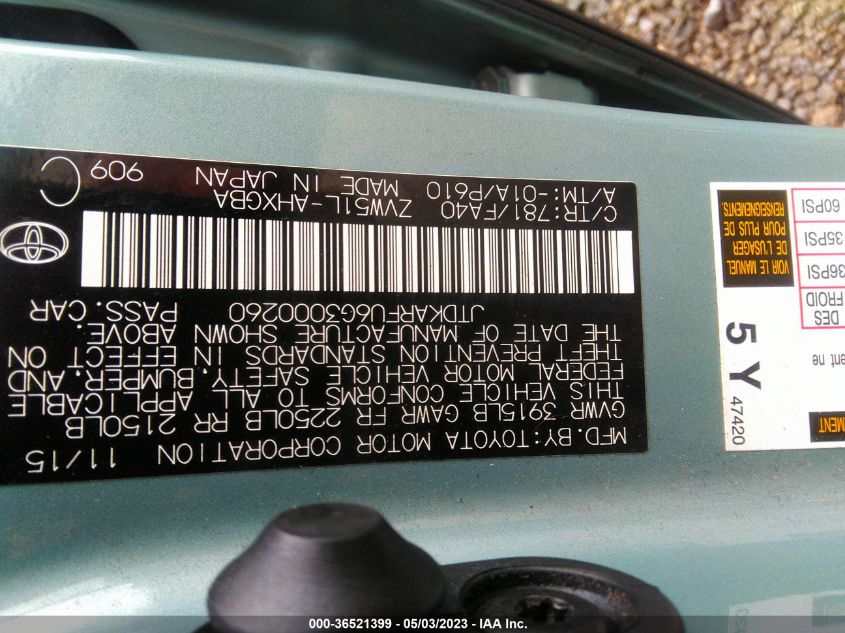 MFD.BY:TOYOTA MOTOR CORPORATION 11/15
GVWR 3915LB GAWR FR 2250LB RR 2150LB
THIS VEHICLE CONFORMS TO ALL APPLICABLE
FEDERAL MOTOR VEHICLE SAFETY, BUMPER, AND
THEFT PREVENTION STANDARDS IN EFFECT ON
THE DATE OF MANUFACTURE SHOWN ABOVE.
JTDKARFU6G3000260 PASS. CAR
C/TR:781/FA40 ZVW51L-AHXGBA
A/TM:-01A/P610 MADE IN JAPAN 909 C
47420
5Y
DES
FROID
36PSI
35PSI
60PSI
VOIR LE MANUEL
DE L'USAGER
POUR PLUS DE
RENSEIGNEMENTS.
000-36521399 - 05/03/2023 - IAA Inc.